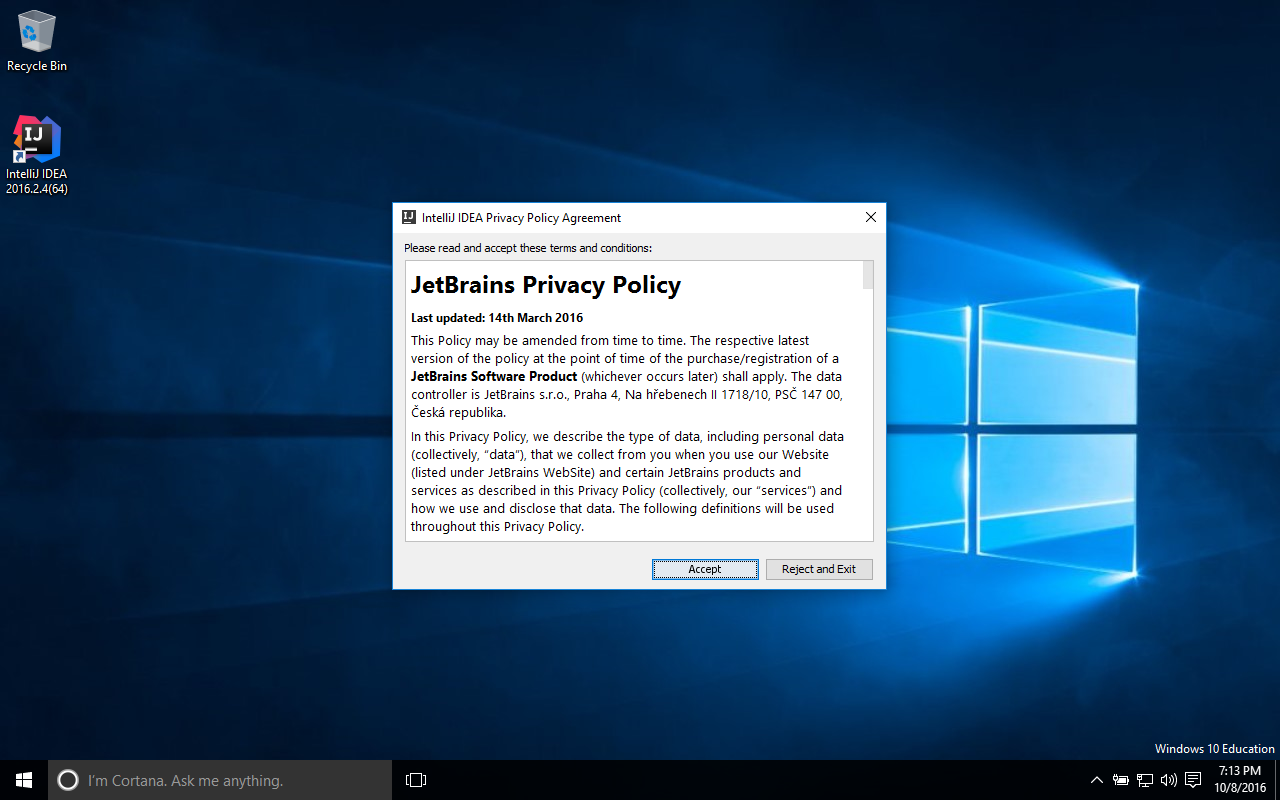 Recycle Bin
IJ
IntelliJ IDEA
2016.2.4(64)
IJ IntelliJ IDEA Privacy Policy Agreement
Please read and accept these terms and conditions:
JetBrains Privacy Policy
Last updated: 14th March 2016
This Policy may be amended from time to time. The respective latest
version of the policy at the point of time of the purchase/registration of a
JetBrains Software Product (whichever occurs later) shall apply. The data
controller is JetBrains s.r.o., Praha 4, Na hřebenech II 1718/10, PSČ 147 00,
Česká republika.
In this Privacy Policy, we describe the type of data, including personal data
(collectively, “data”), that we collect from you when you use our Website
(listed under JetBrains WebSite) and certain JetBrains products and
services as described in this Privacy Policy (collectively, our “services”) and
how we use and disclose that data. The following definitions will be used
throughout this Privacy Policy.
Accept
Reject and Exit
Windows 10 Education
I'm Cortana. Ask me anything.
7:13 PM
10/8/2016